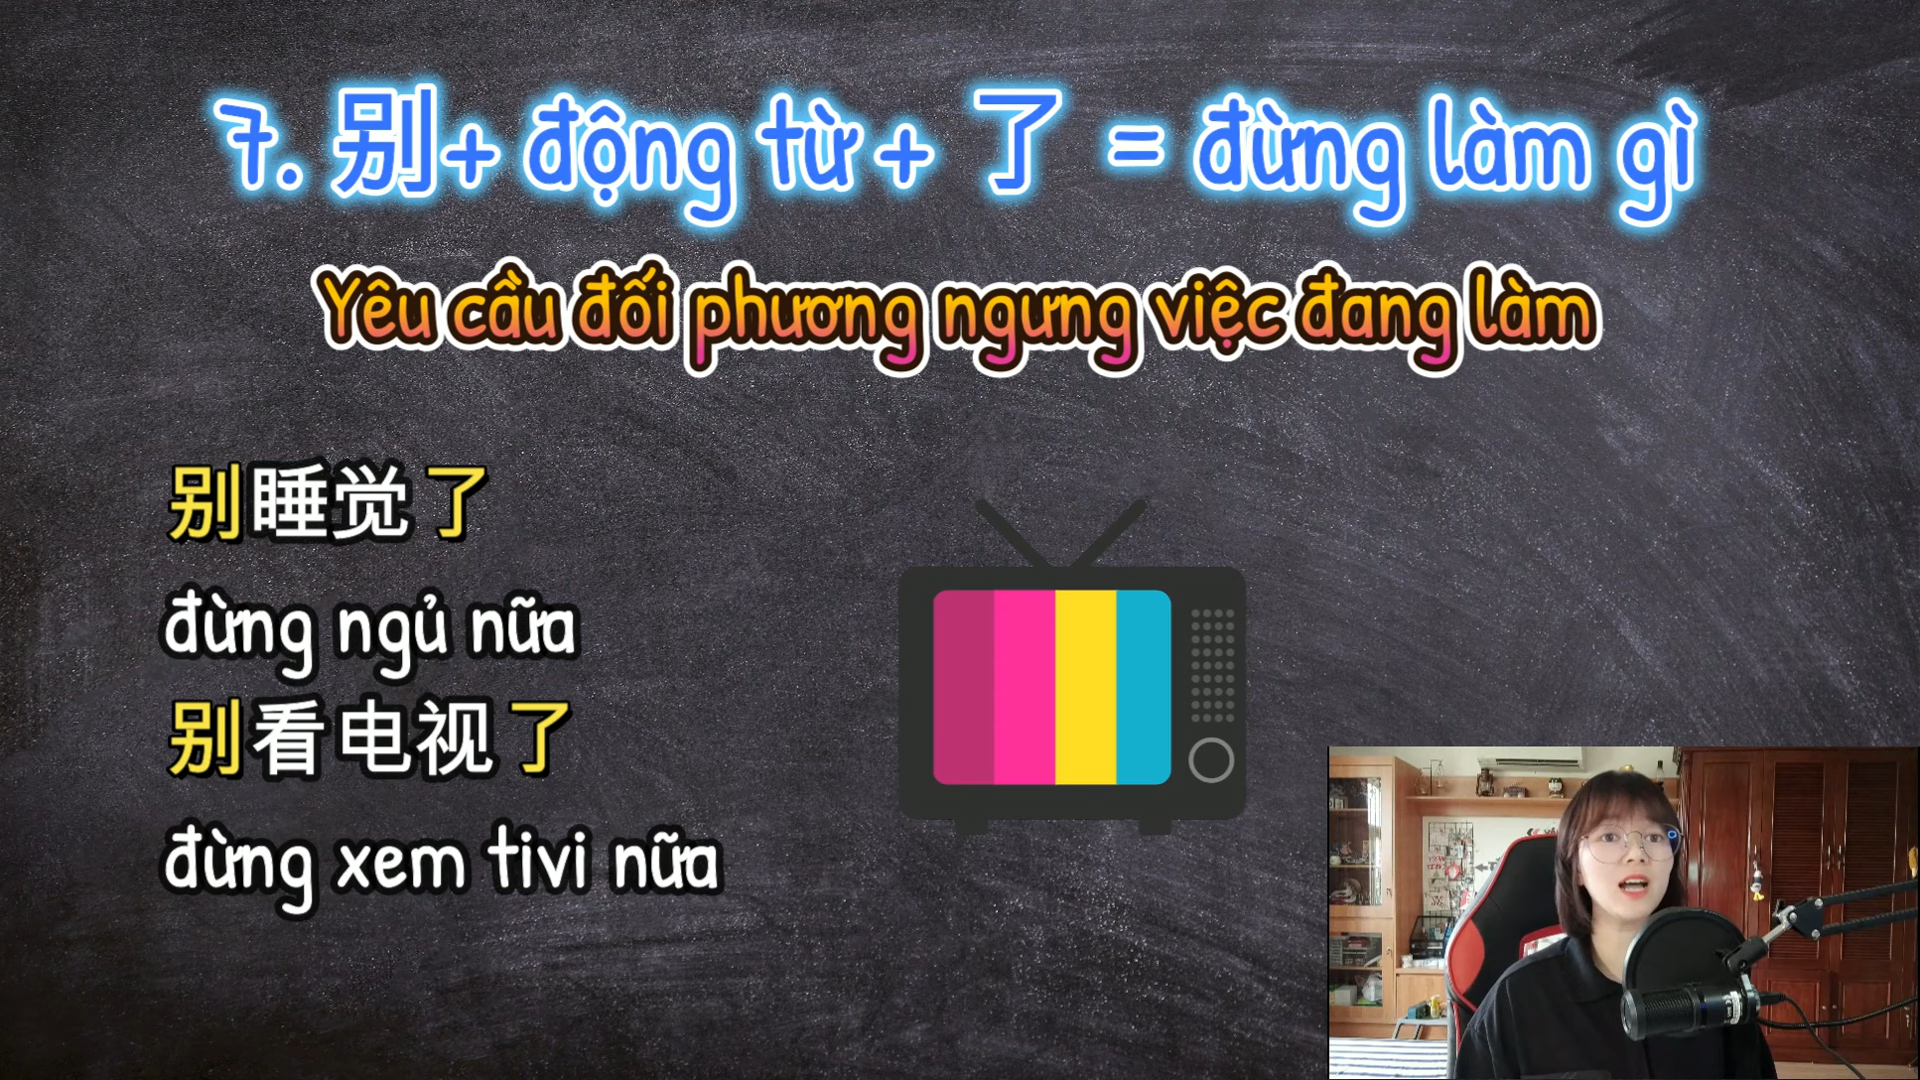 7. 别+ động từ + 了 = đừng làm gì
Yêu cầu đối phương ngưng việc đang làm
别睡觉了
đừng ngủ nữa
别看电视了
đừng xem tivi nữa